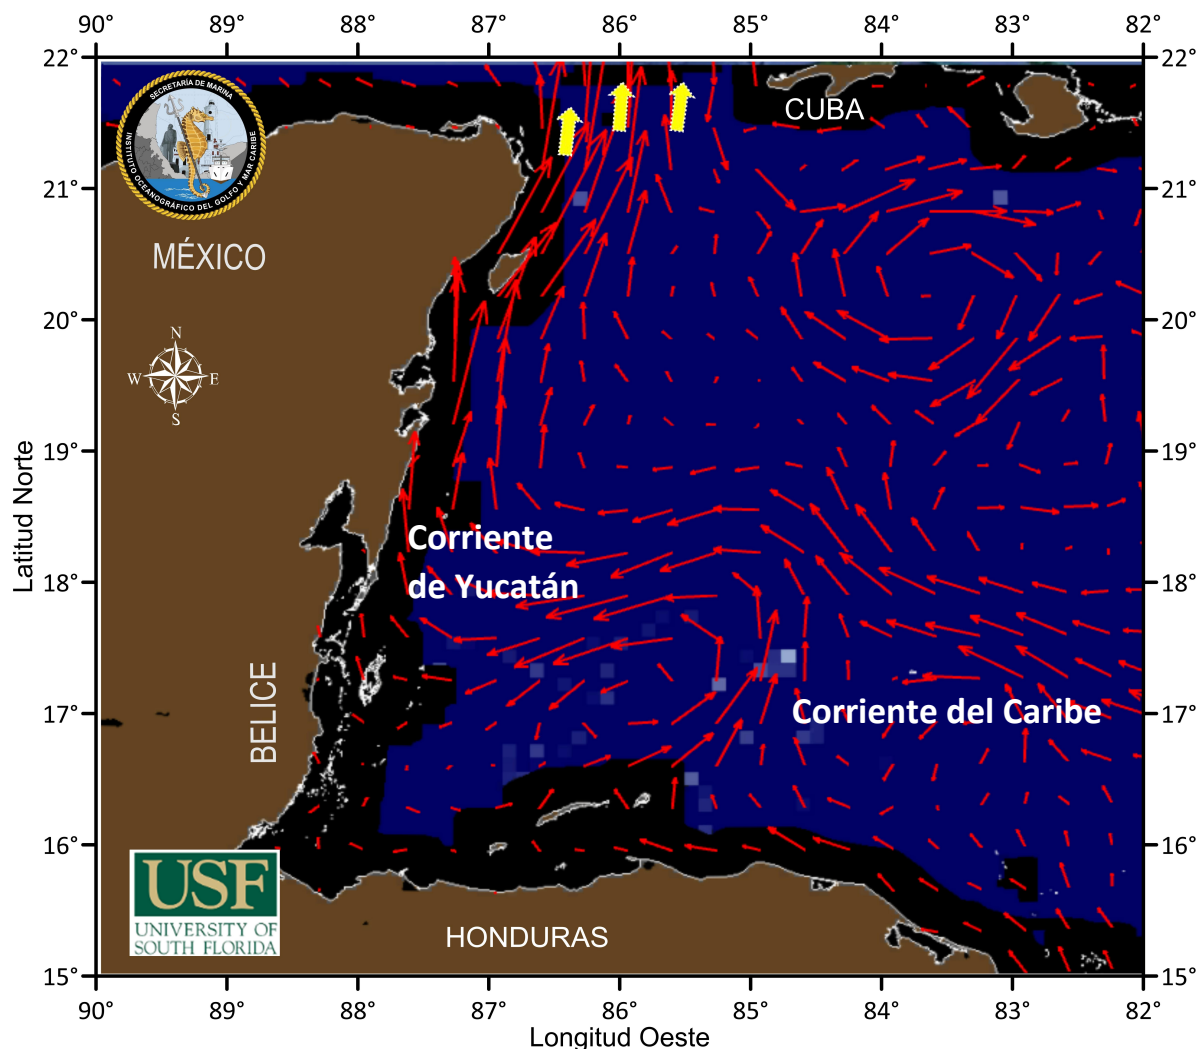 90° 89° 88° 87° 86° 85° 84° 83° 82°
22° 22°
SECRETARÍA DE MARINA
INSTITUTO OCEANOGRÁFICO DEL GOLFO Y MAR CARIBE
CUBA
21° 21°
MÉXICO
20° 20°
N
W E
S
19° 19°
Latitud Norte
Corriente
de Yucatán
18° 18°
BELICE
Corriente del Caribe
17° 17°
16° 16°
USF
UNIVERSITY OF
SOUTH FLORIDA
HONDURAS
15° 15°
90° 89° 88° 87° 86° 85° 84° 83° 82°
Longitud Oeste